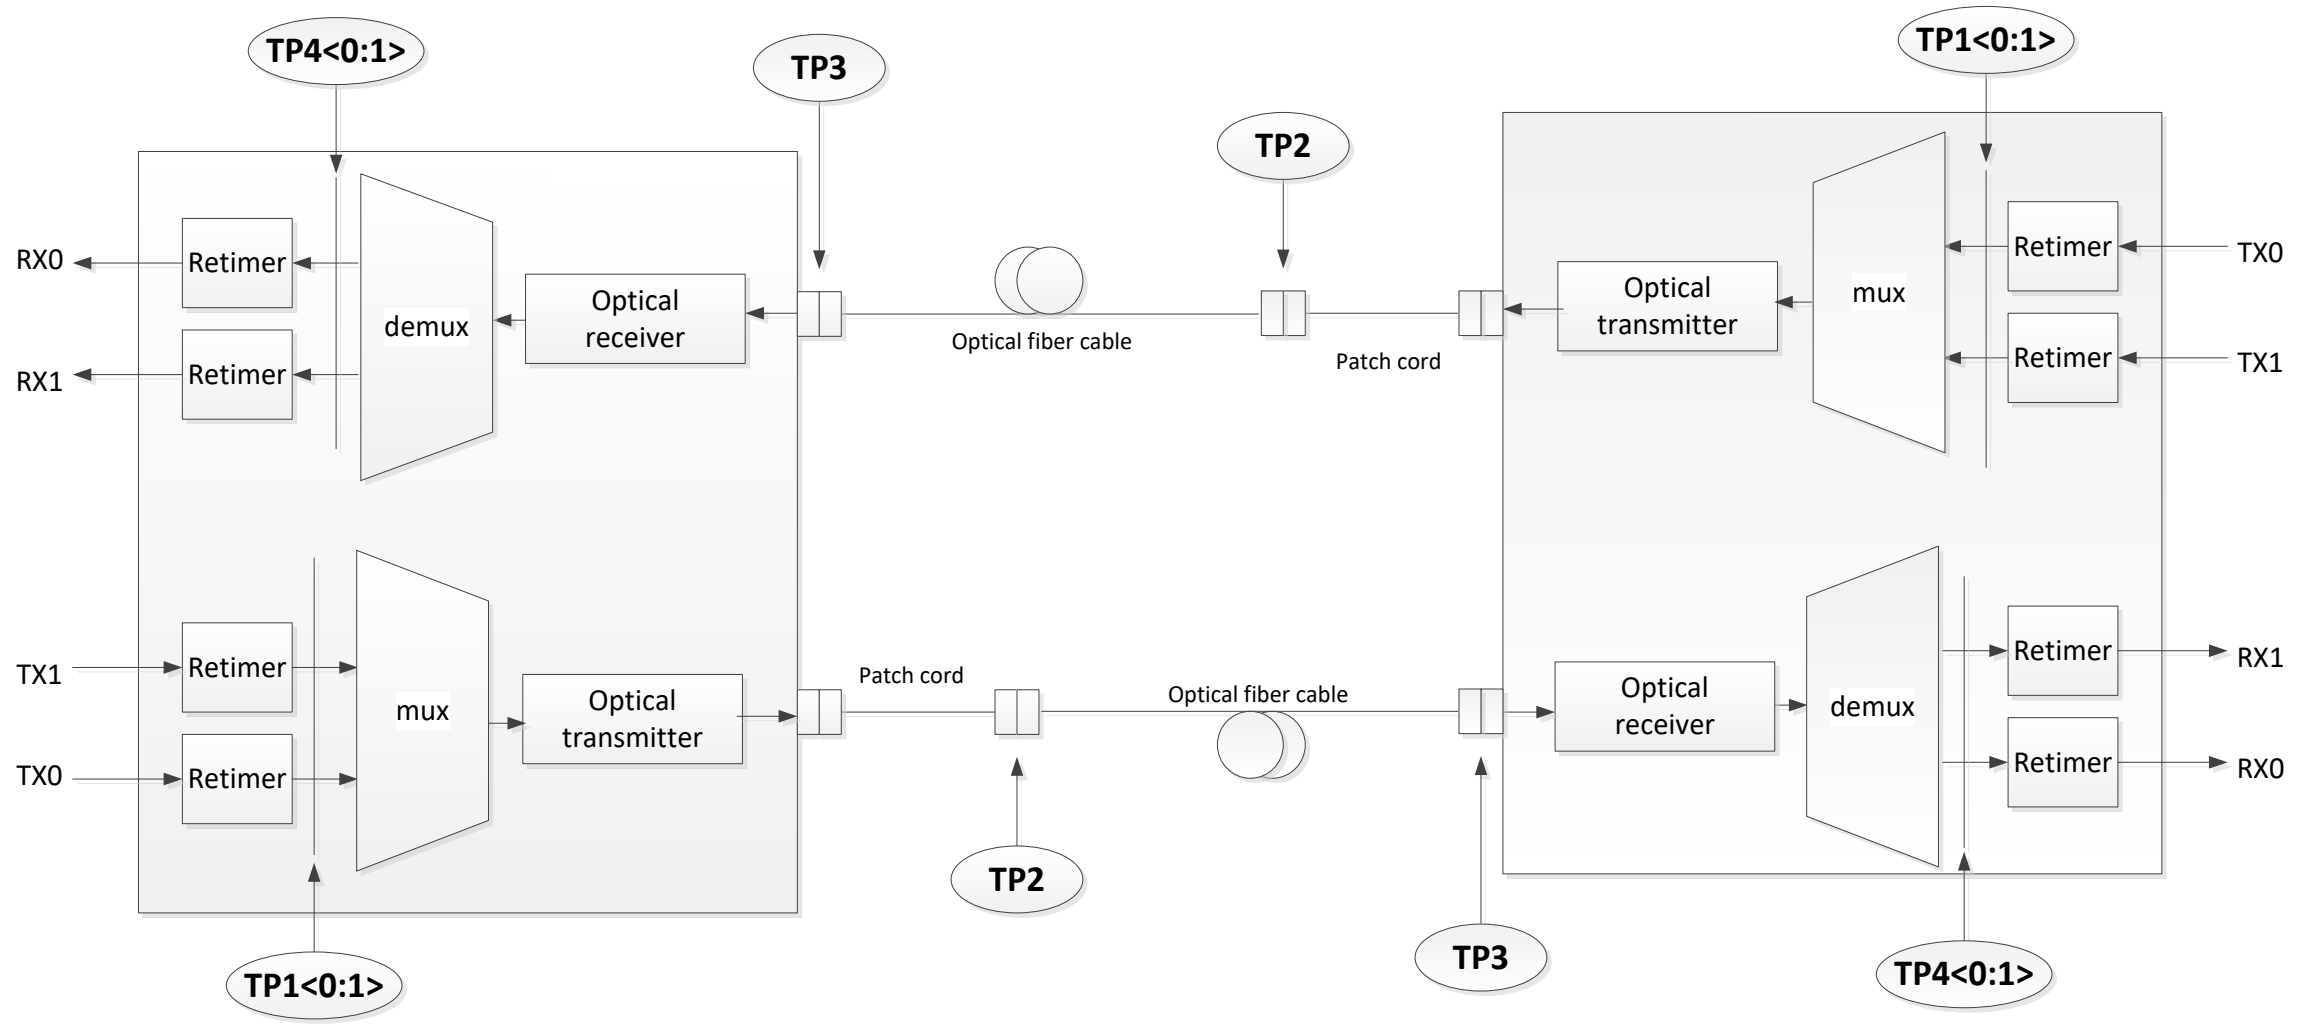 TP4<0:1>
TP3
TP2
TP1<0:1>
RX0
Retimer
demux
Optical
receiver
Optical fiber cable
Patch cord
Optical
transmitter
mux
Retimer
TX0
RX1
Retimer
Retimer
TX1
TX1
Retimer
mux
Optical
transmitter
Patch cord
Optical fiber cable
Optical
receiver
demux
Retimer
RX1
TX0
Retimer
Retimer
RX0
TP1<0:1>
TP2
TP3
TP4<0:1>